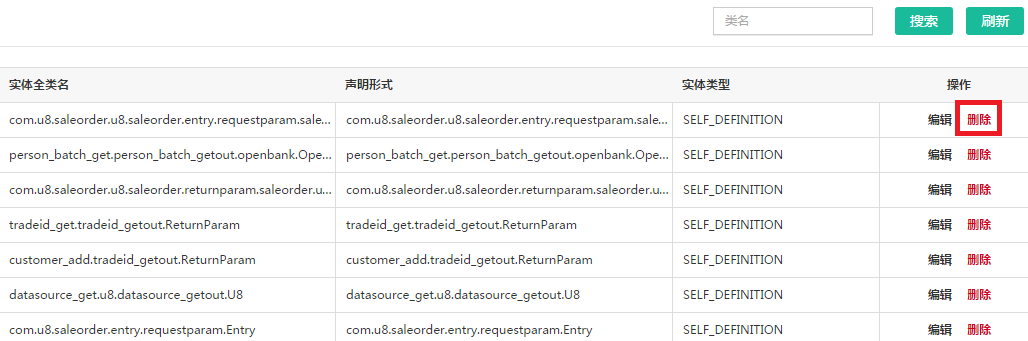 类名 搜索 刷新
实体全类名 声明形式 实体类型 操作
com.u8.saleorder.u8.saleorder.entry.requestparam.sale... com.u8.saleorder.u8.saleorder.entry.requestparam.sale... SELF_DEFINITION 编辑 删除
person_batch_get.person_batch_getout.openbank.Ope... person_batch_get.person_batch_getout.openbank.Ope... SELF_DEFINITION 编辑 删除
com.u8.saleorder.u8.saleorder.returnparam.saleorder.u... com.u8.saleorder.u8.saleorder.returnparam.saleorder.u... SELF_DEFINITION 编辑 删除
tradeid_get.tradeid_getout.ReturnParam tradeid_get.tradeid_getout.ReturnParam SELF_DEFINITION 编辑 删除
customer_add.tradeid_getout.ReturnParam customer_add.tradeid_getout.ReturnParam SELF_DEFINITION 编辑 删除
datasource_get.u8.datasource_getout.U8 datasource_get.u8.datasource_getout.U8 SELF_DEFINITION 编辑 删除
com.u8.saleorder.entry.requestparam.Entry com.u8.saleorder.entry.requestparam.Entry SELF_DEFINITION 编辑 删除